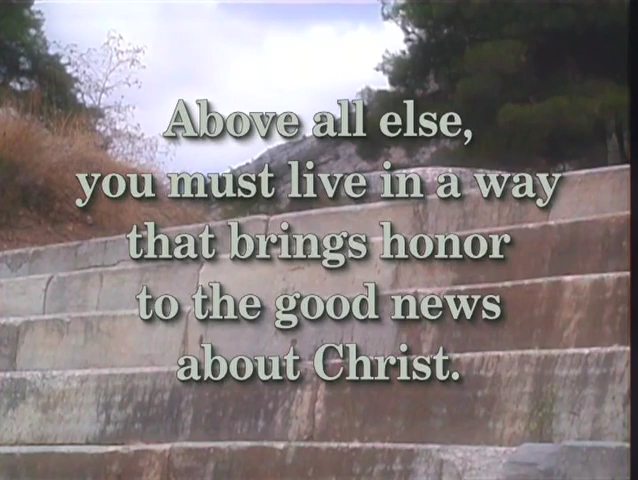 Above all else,
you must live in a way
that brings honor
to the good news
about Christ.